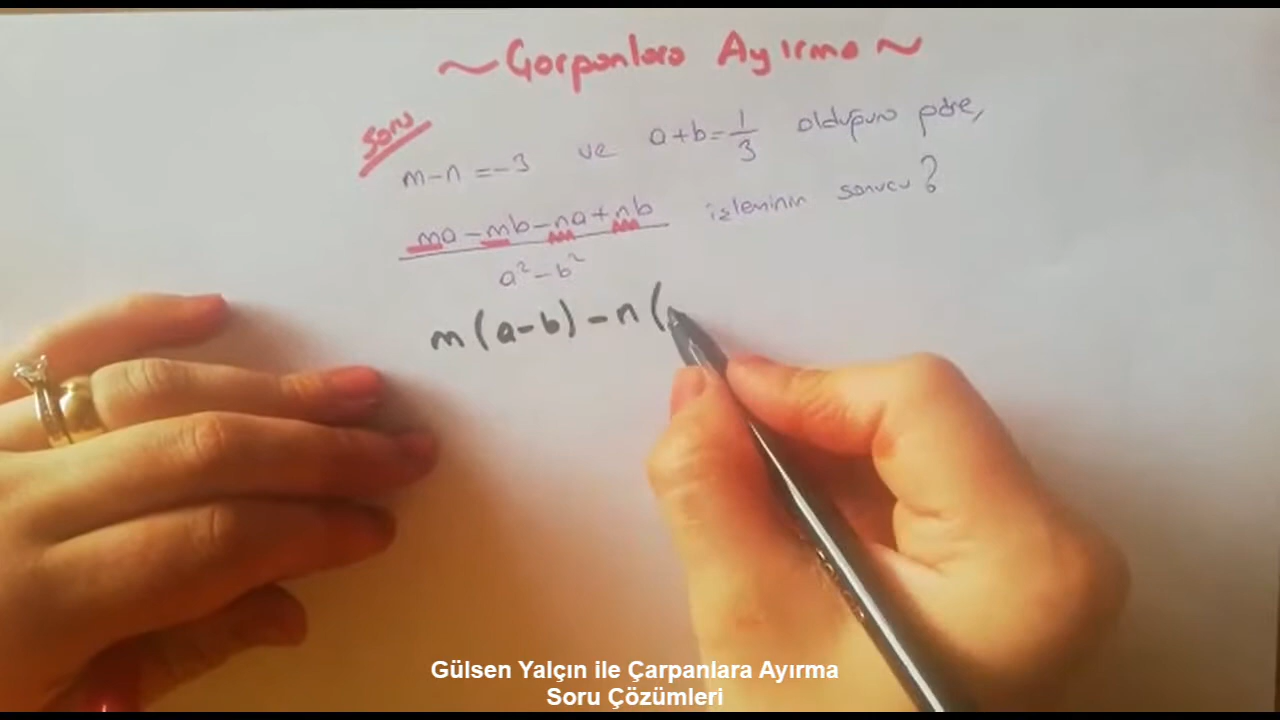 ~Çarpanlara Ayırma~
Soru
m-n=-3 ve a+b=1/3 olduğuna göre,
ma-mb-na+nb / a²-b² işleminin sonucu?
m(a-b)-n(
Gülsen Yalçın ile Çarpanlara Ayırma
Soru Çözümleri